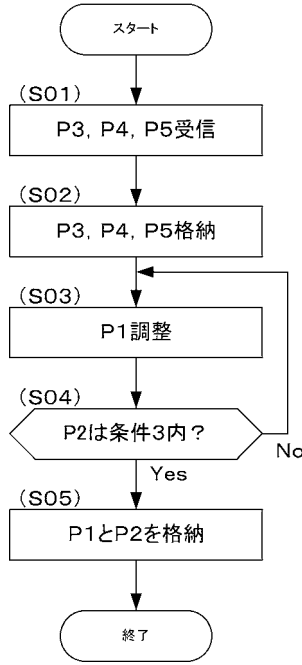 スタート
(S01)
P3, P4, P5受信
(S02)
P3, P4, P5格納
(S03)
P1調整
(S04)
P2は条件3内?
No
Yes
(S05)
P1とP2を格納
終了